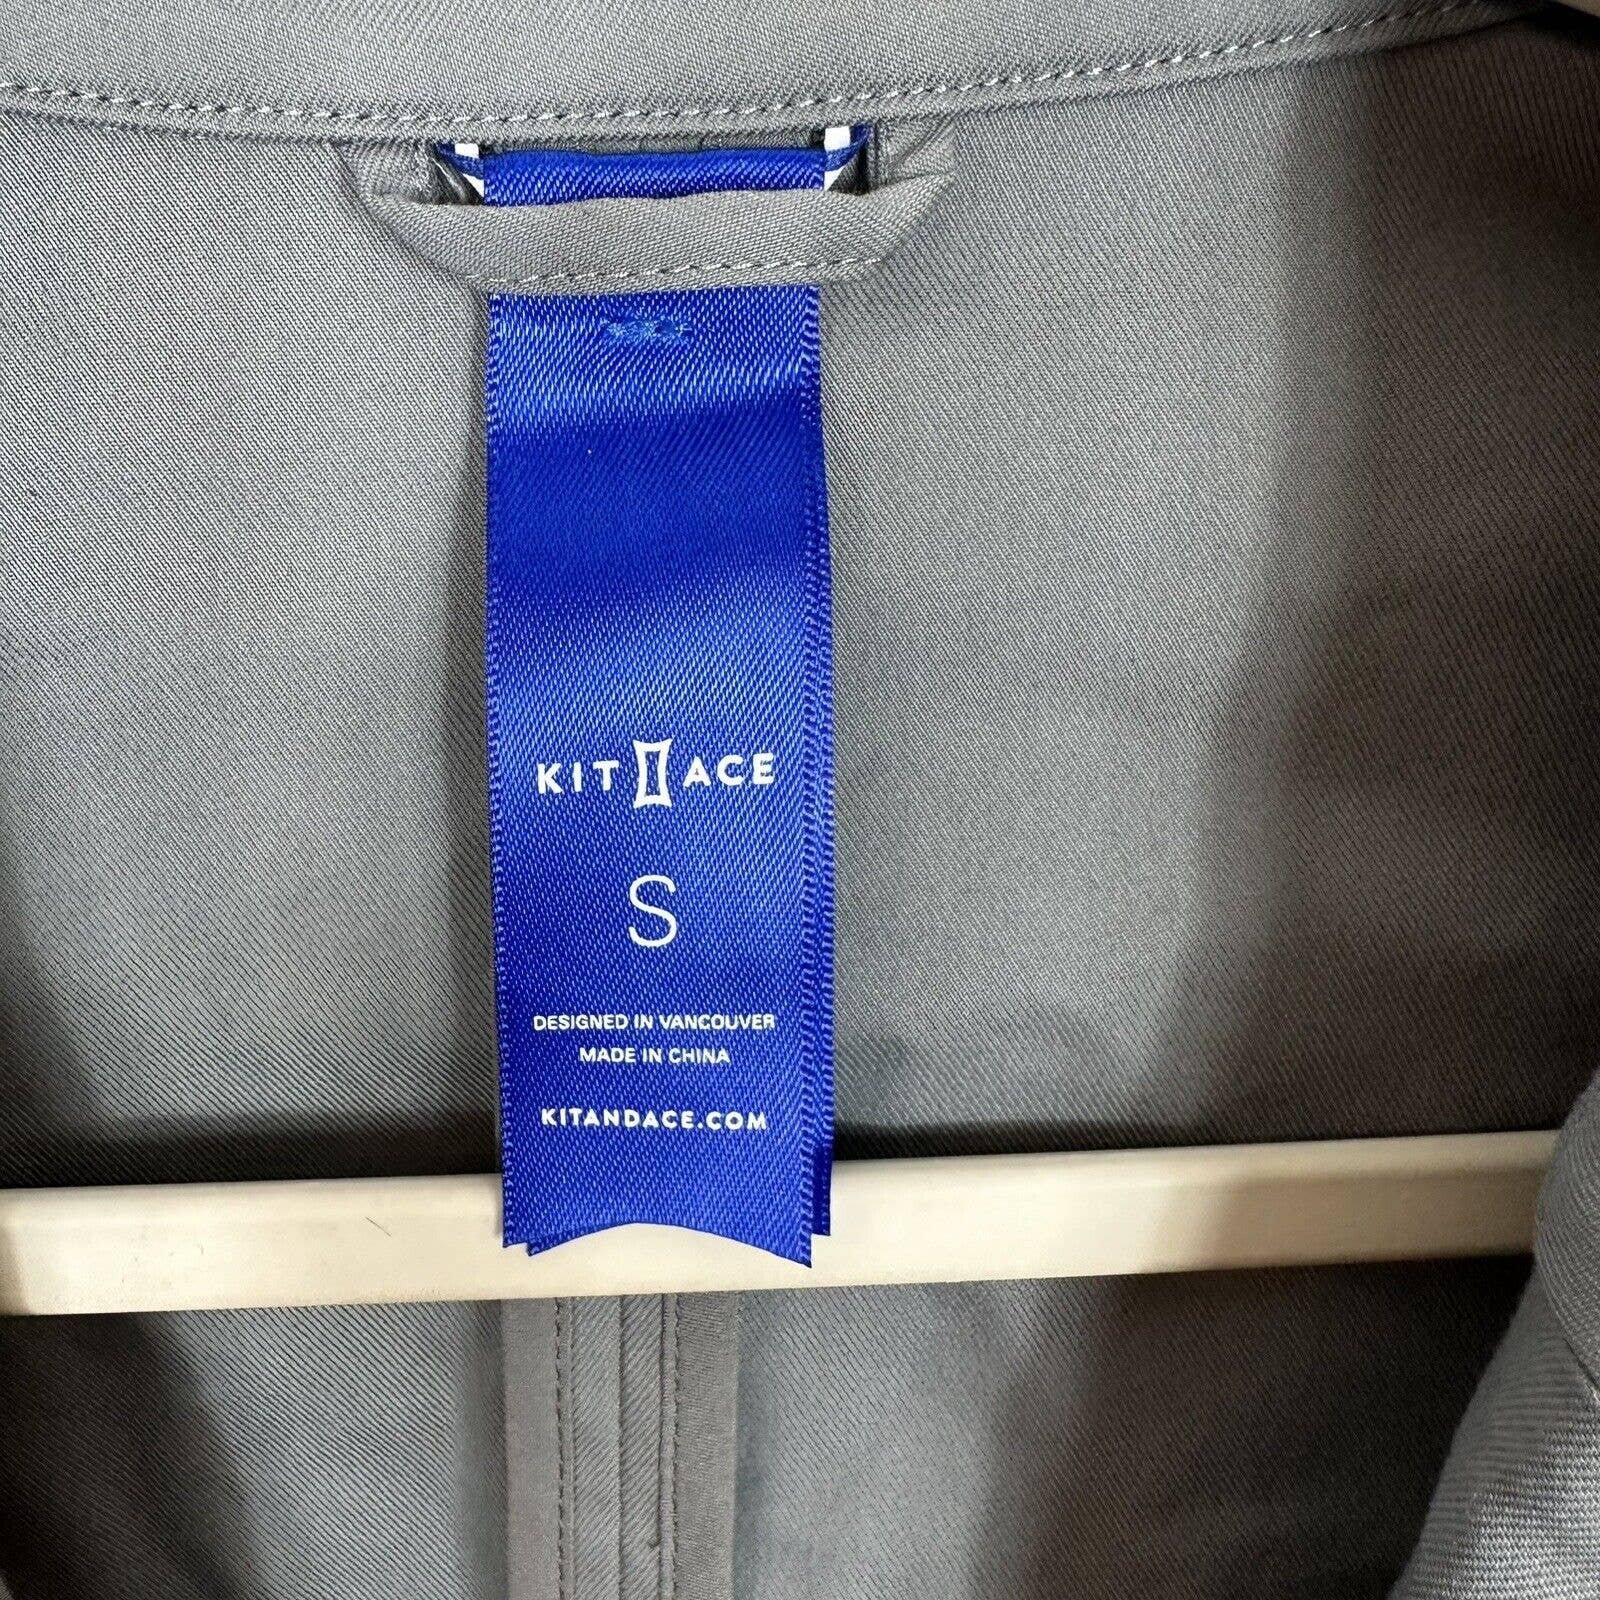 KIT ACE
S
DESIGNED IN VANCOUVER
MADE IN CHINA
KITANDACE.COM